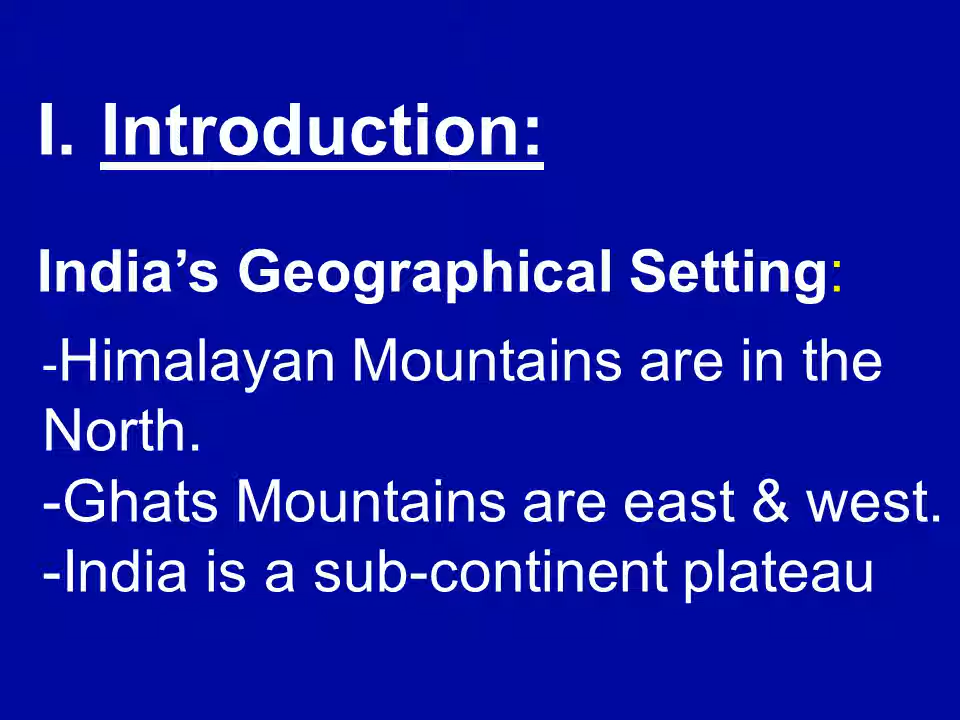 I. Introduction:
India’s Geographical Setting:
-Himalayan Mountains are in the
North.
-Ghats Mountains are east & west.
-India is a sub-continent plateau